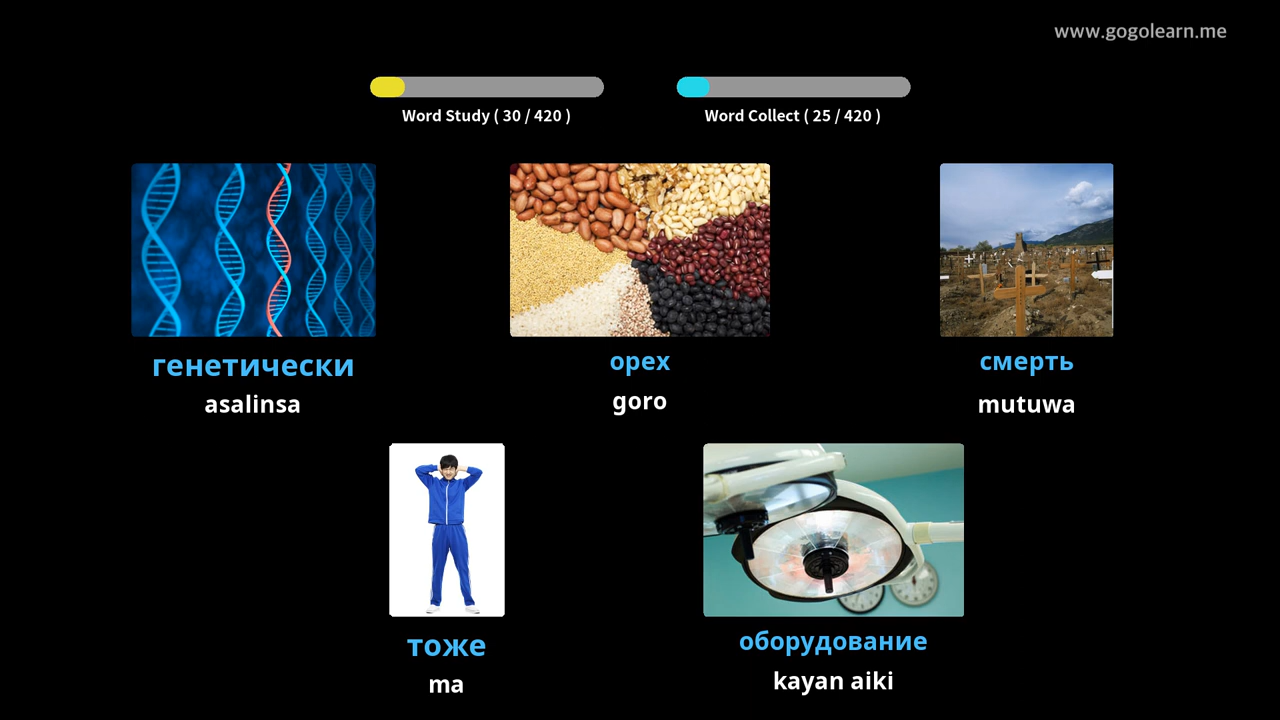 www.gogolearn.me
Word Study ( 30 / 420 )
Word Collect ( 25 / 420 )
генетически
asalinsa
орех
goro
смерть
mutuwa
тоже
ma
оборудование
kayan aiki